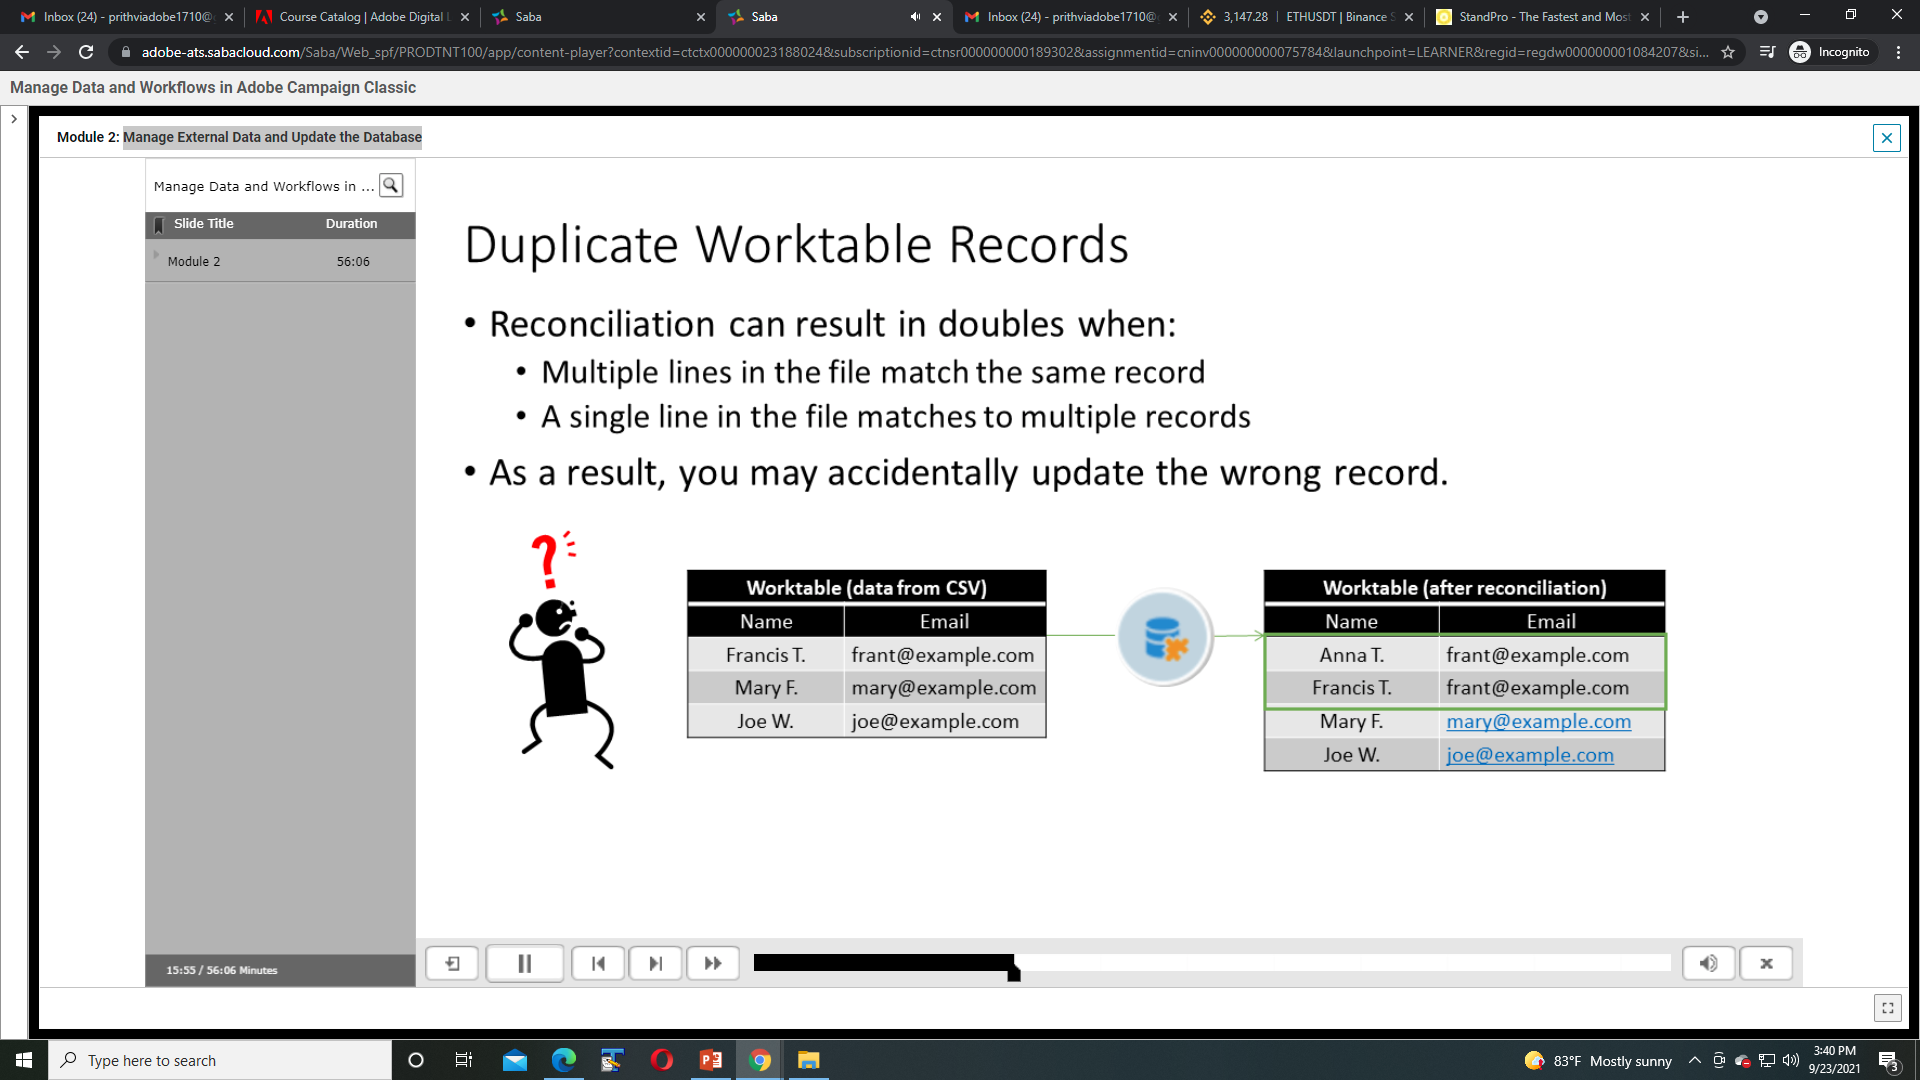 Inbox (24) - prithviadobe1710@
Course Catalog | Adobe Digital L
Saba
Saba
Inbox (24) - prithviadobe1710@
3,147.28 | ETHUSDT | Binance S
StandPro - The Fastest and Most
adobe-ats.sabacloud.com/Saba/Web_spf/PRODTNT100/app/content-player?contextid=ctctx000000023188024&subscriptionid=ctnsr0000000000189302&assignmentid=cninv000000000075784&launchpoint=LEARNER&regid=regdw000000001084207&si...
Incognito
Manage Data and Workflows in Adobe Campaign Classic
Module 2: Manage External Data and Update the Database
Manage Data and Workflows in ...
Slide Title Duration
Module 2 56:06
Duplicate Worktable Records
• Reconciliation can result in doubles when:
• Multiple lines in the file match the same record
• A single line in the file matches to multiple records
• As a result, you may accidentally update the wrong record.
?
Worktable (data from CSV)
Name Email
Francis T. frant@example.com
Mary F. mary@example.com
Joe W. joe@example.com
Worktable (after reconciliation)
Name Email
Anna T. frant@example.com
Francis T. frant@example.com
Mary F. mary@example.com
Joe W. joe@example.com
15:55 / 56:06 Minutes
Type here to search
83°F Mostly sunny
3:40 PM
9/23/2021
3